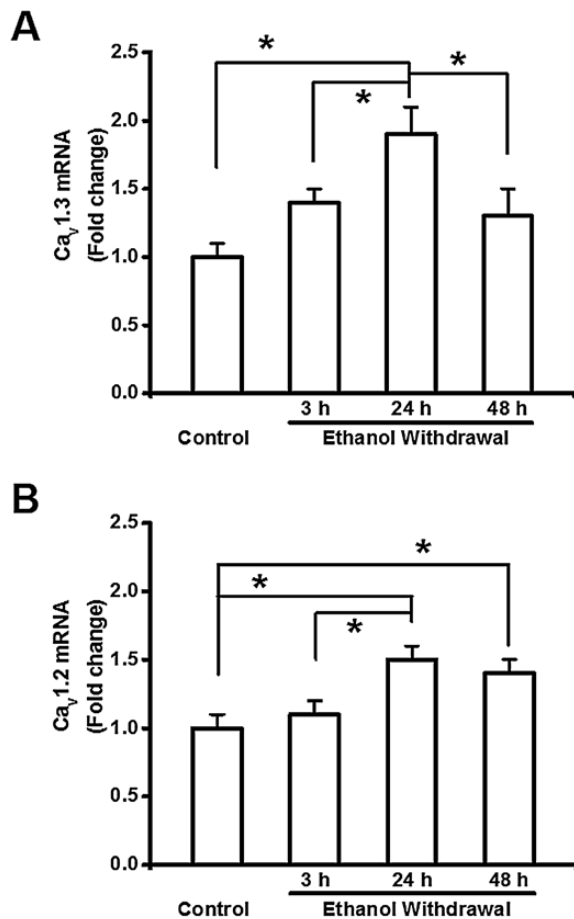 A
Cav1.3 mRNA
(Fold change)
2.5
2.0
1.5
1.0
0.5
0.0
*
*
*
3 h 24 h 48 h
Control Ethanol Withdrawal
B
Cav1.2 mRNA
(Fold change)
2.5
2.0
1.5
1.0
0.5
0.0
*
*
*
3 h 24 h 48 h
Control Ethanol Withdrawal